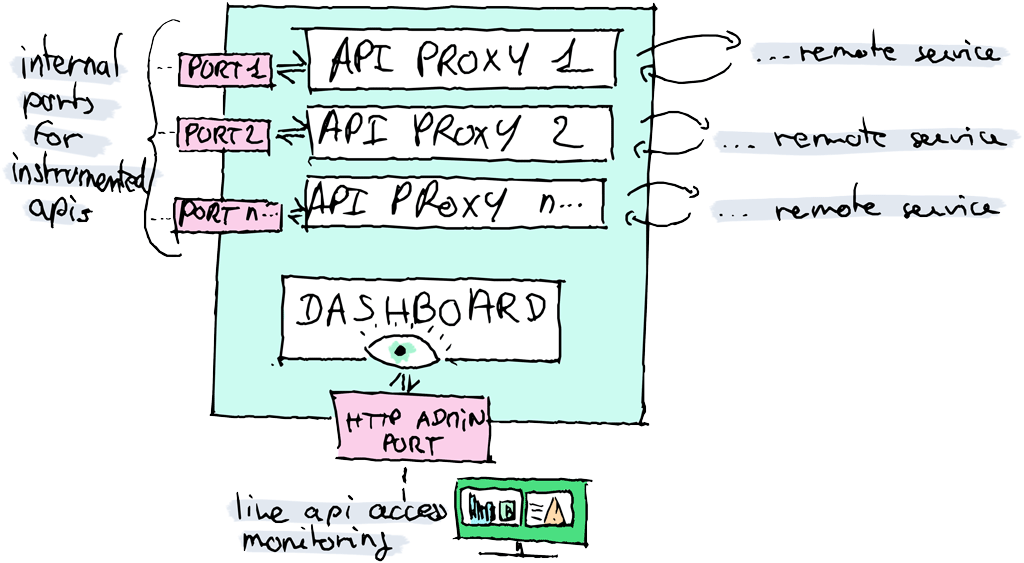 internal
ports
for
instrumented
apis
PORT 1
API PROXY 1
... remote service
PORT 2
API PROXY 2
... remote service
PORT n...
API PROXY n...
... remote service
DASHBOARD
HTTP ADMIN
PORT
live api access
monitoring